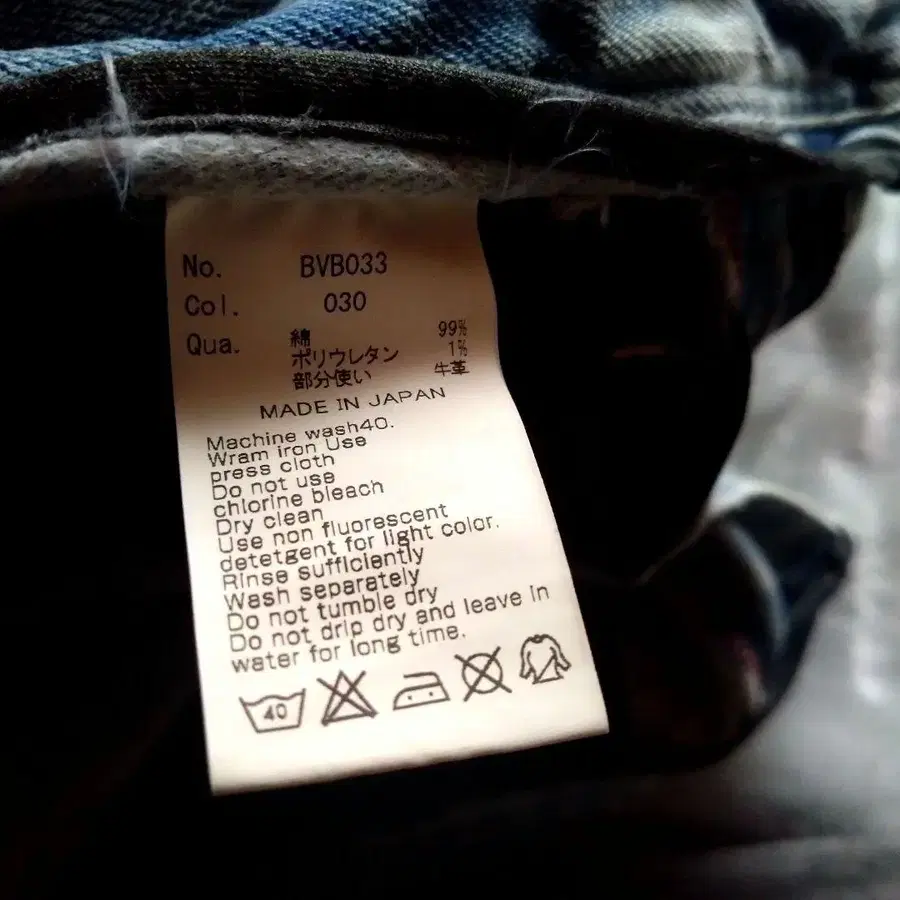 No. BVB033
Col. 030
Qua. 綿 99%
ポリウレタン 1%
部分使い 牛革
MADE IN JAPAN
Machine wash40.
Wram iron Use
press cloth
Do not use
chlorine bleach
Dry clean
Use non fluorescent
detetgent for light color.
Rinse sufficiently
Wash separately
Do not tumble dry
Do not drip dry and leave in
water for long time.
40